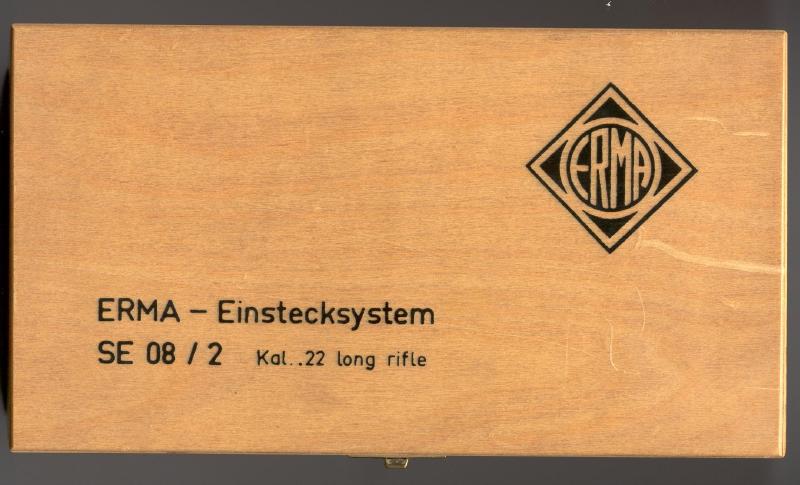 ERMA
ERMA – Einstecksystem
SE 08 / 2 Kal. .22 long rifle